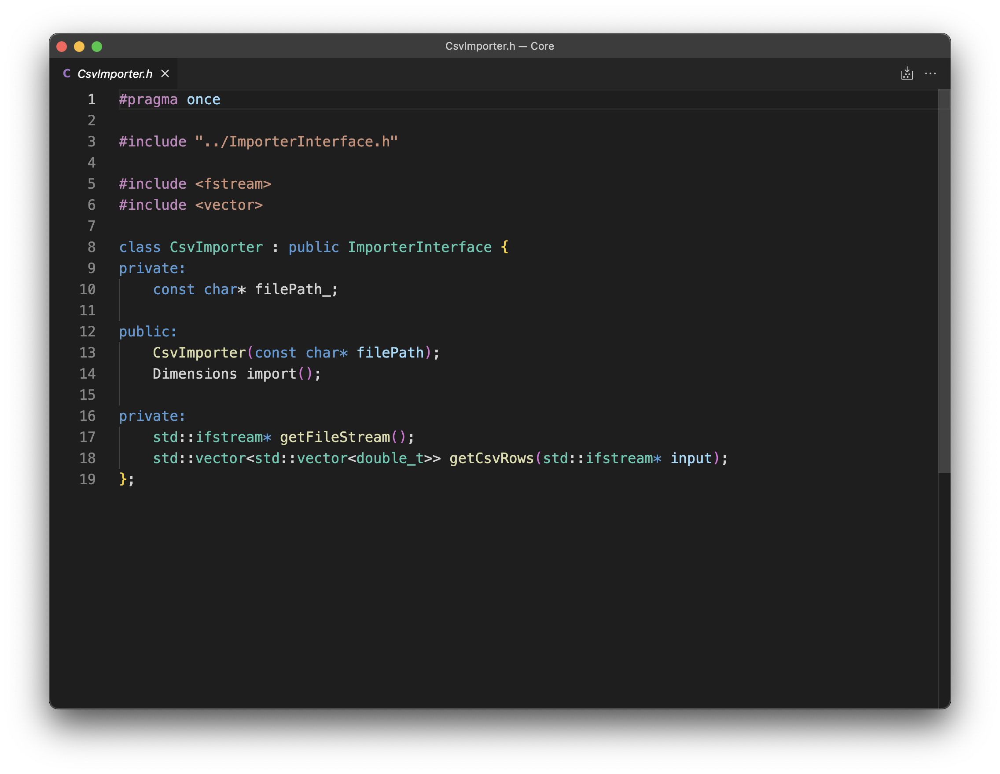 CsvImporter.h — Core
C CsvImporter.h
1 #pragma once
2
3 #include "../ImporterInterface.h"
4
5 #include <fstream>
6 #include <vector>
7
8 class CsvImporter : public ImporterInterface {
9 private:
10     const char* filePath_;
11
12 public:
13     CsvImporter(const char* filePath);
14     Dimensions import();
15
16 private:
17     std::ifstream* getFileStream();
18     std::vector<std::vector<double_t>> getCsvRows(std::ifstream* input);
19 };